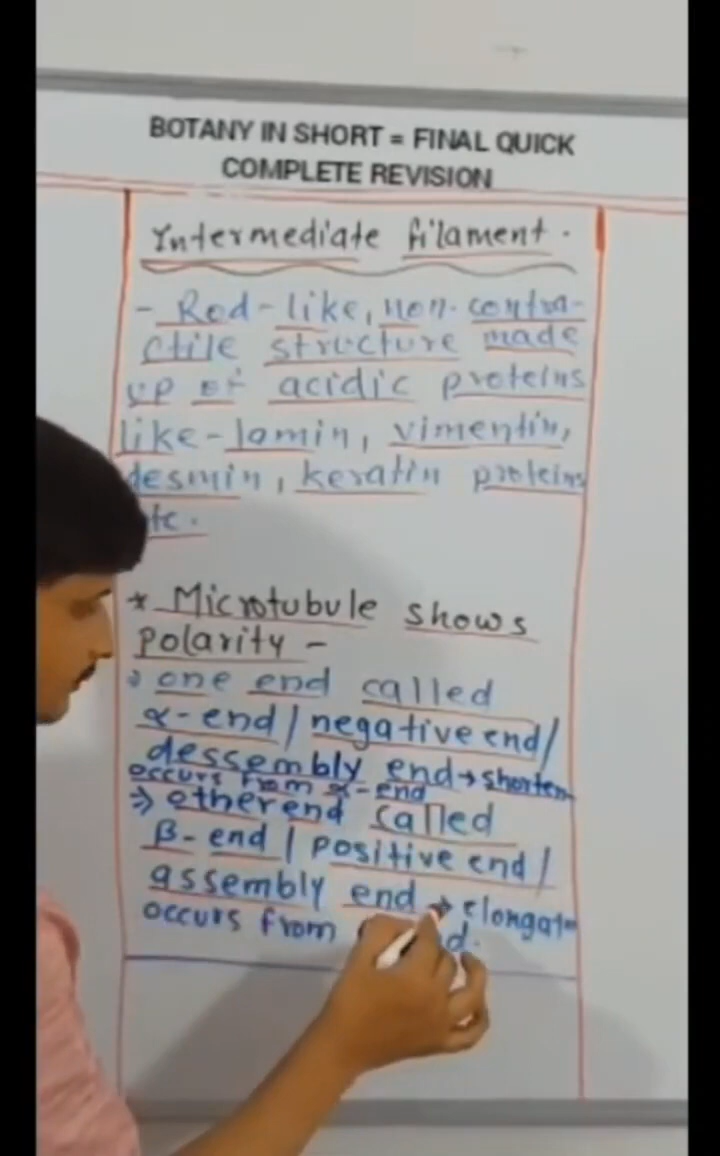 BOTANY IN SHORT = FINAL QUICK
COMPLETE REVISION
Intermediate filament.
- Rod-like, non-contra-
ctile structure made
up of acidic proteins
like-lamin, vimentin,
desmin, keratin proteins
etc.
* Microtubule shows
polarity -
one end called
α-end / negative end/
dessembly end → shorten
occurs from α-end
⇒ other end called
β-end / positive end /
assembly end → elongate
occurs from